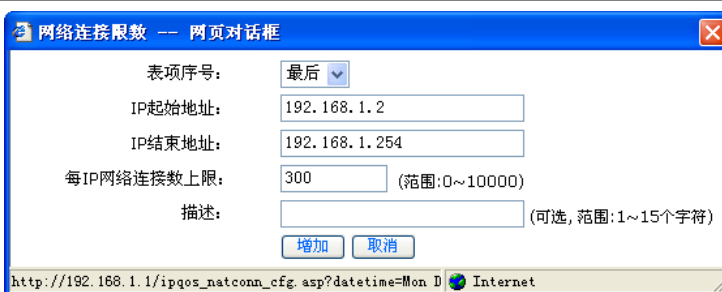 网络连接限数 -- 网页对话框
表项序号: 最后
IP起始地址: 192.168.1.2
IP结束地址: 192.168.1.254
每IP网络连接数上限: 300 (范围:0~10000)
描述: (可选,范围:1~15个字符)
增加 取消
http://192.168.1.1/ipqos_natconn_cfg.asp?datetime=Mon D Internet